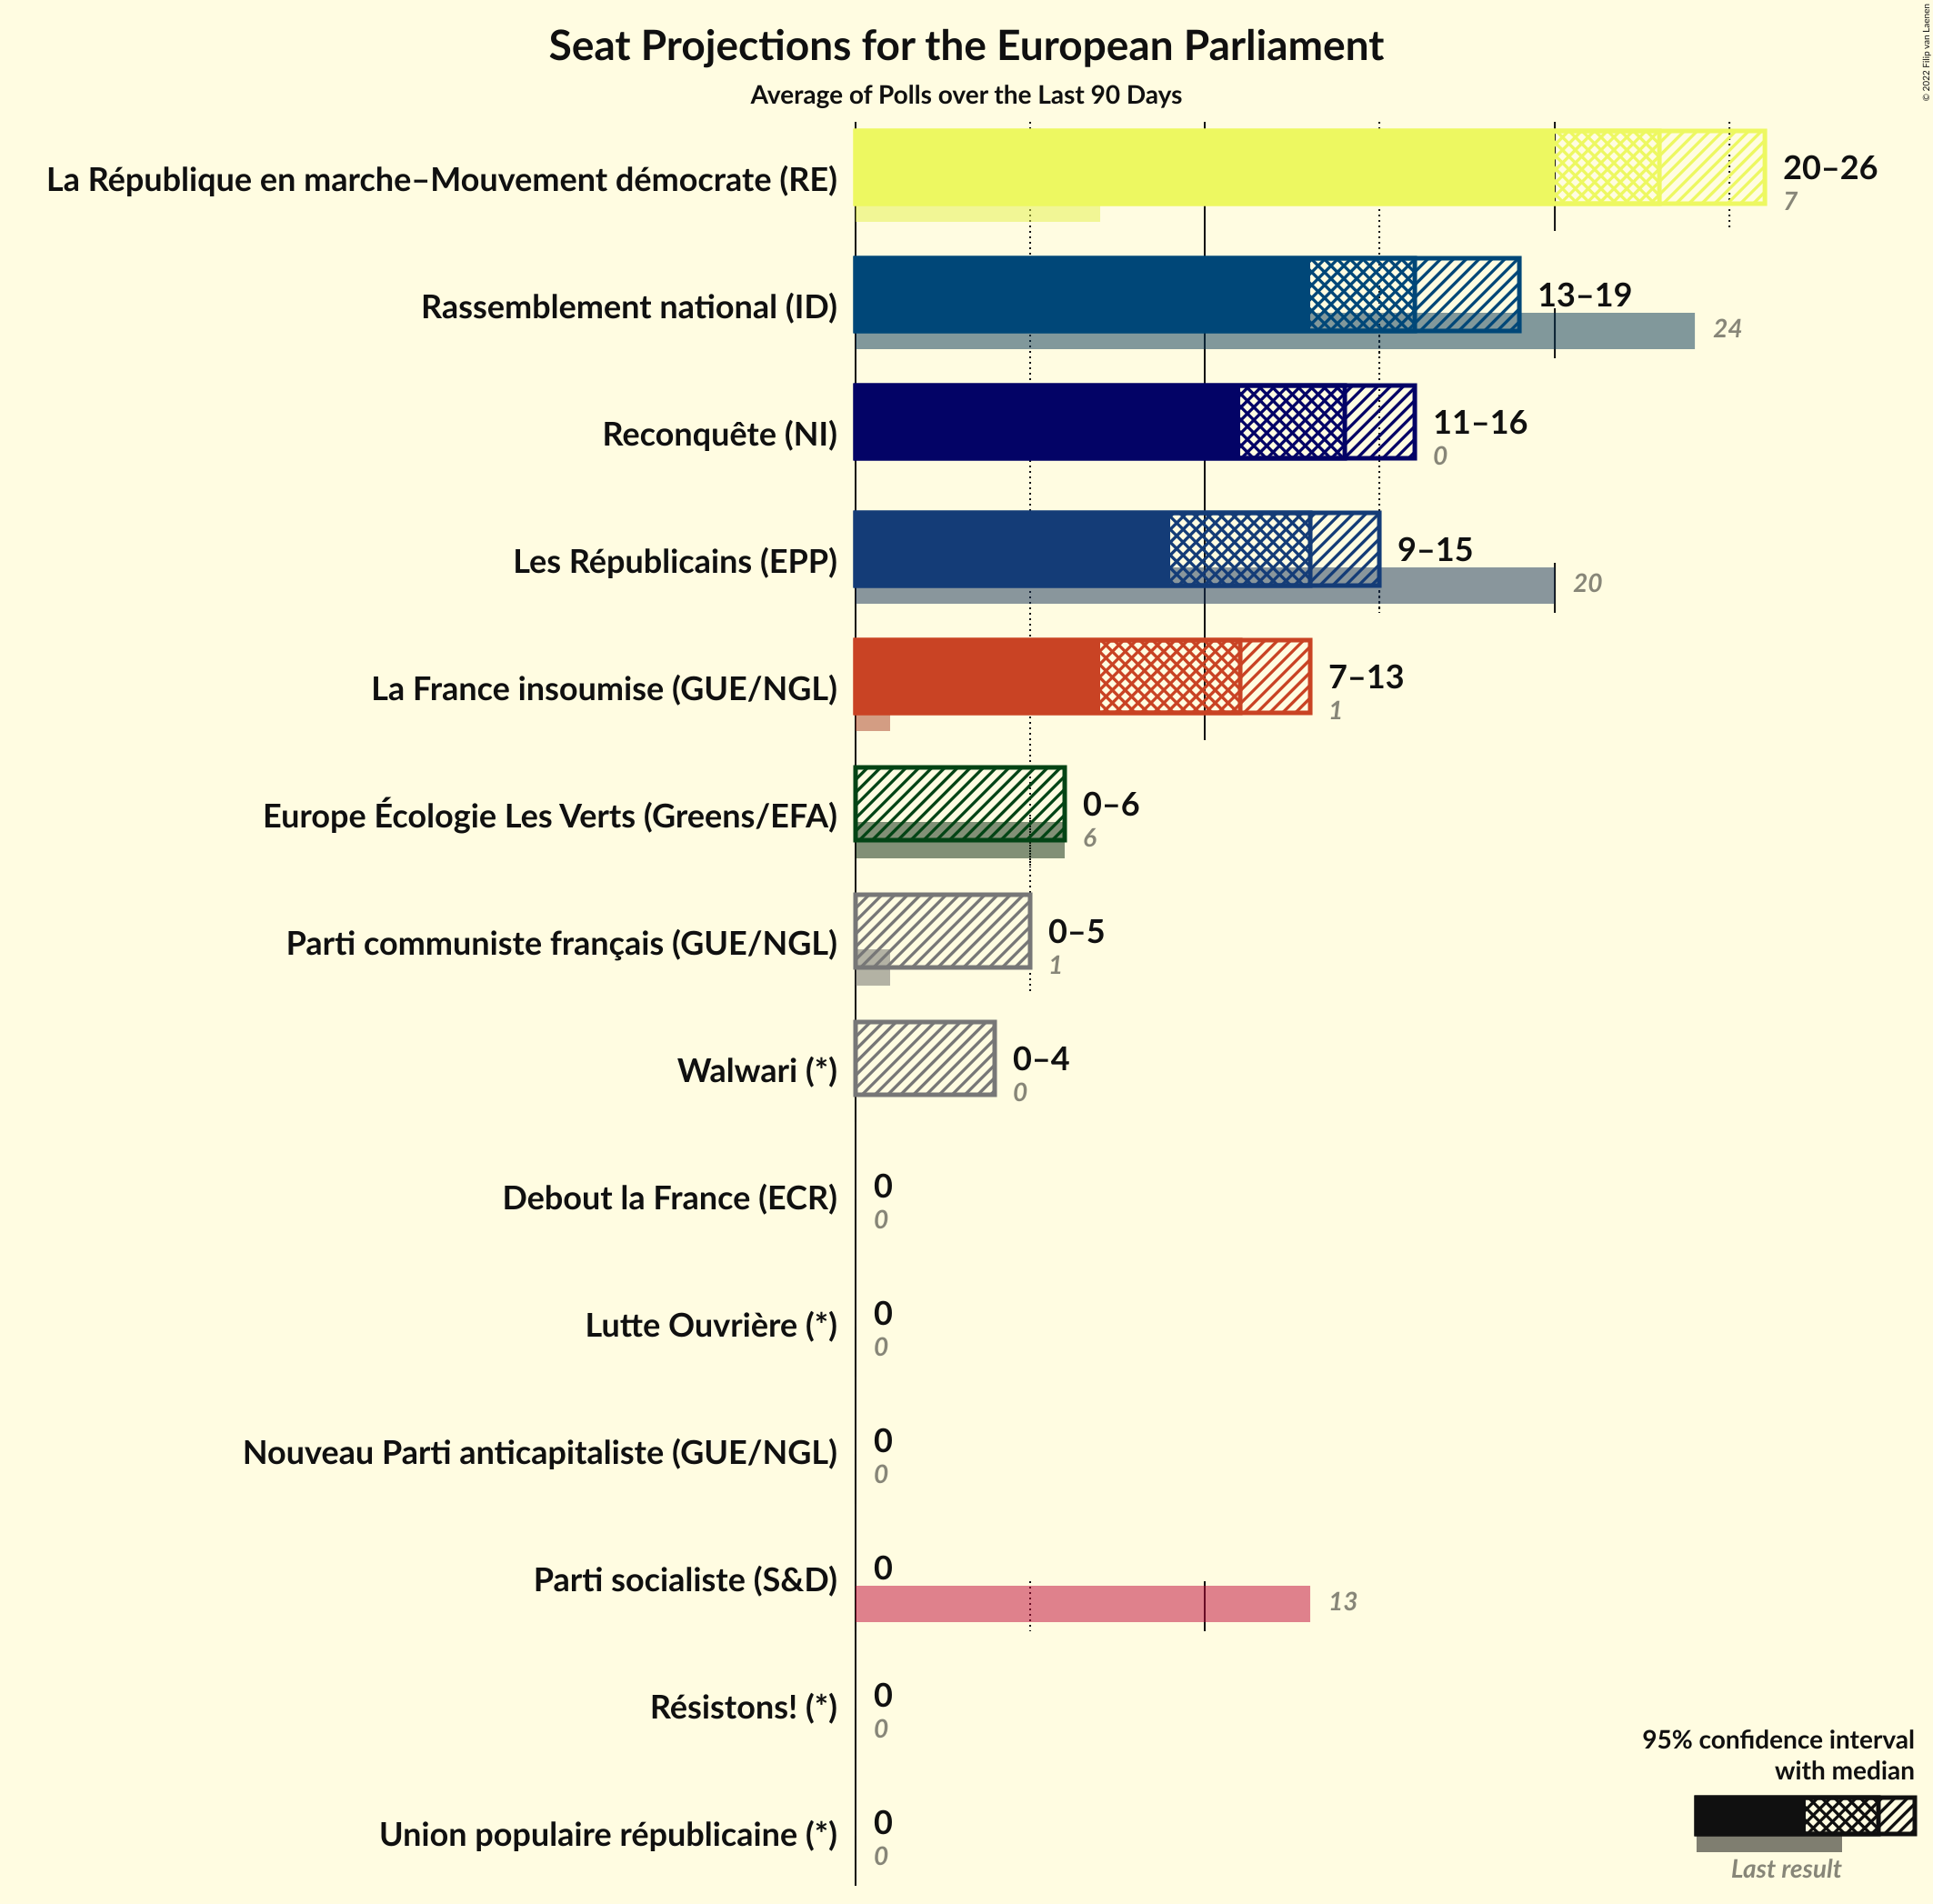 Seat Projections for the European Parliament
Average of Polls over the Last 90 Days
© 2022 Filip van Laenen
La République en marche–Mouvement démocrate (RE)
20–26
7
Rassemblement national (ID)
13–19
24
Reconquête (NI)
11–16
0
Les Républicains (EPP)
9–15
20
La France insoumise (GUE/NGL)
7–13
1
Europe Écologie Les Verts (Greens/EFA)
0–6
6
Parti communiste français (GUE/NGL)
0–5
1
Walwari (*)
0–4
0
Debout la France (ECR)
0
0
Lutte Ouvrière (*)
0
0
Nouveau Parti anticapitaliste (GUE/NGL)
0
0
Parti socialiste (S&D)
0
13
Résistons! (*)
0
0
Union populaire républicaine (*)
0
0
95% confidence interval
with median
Last result